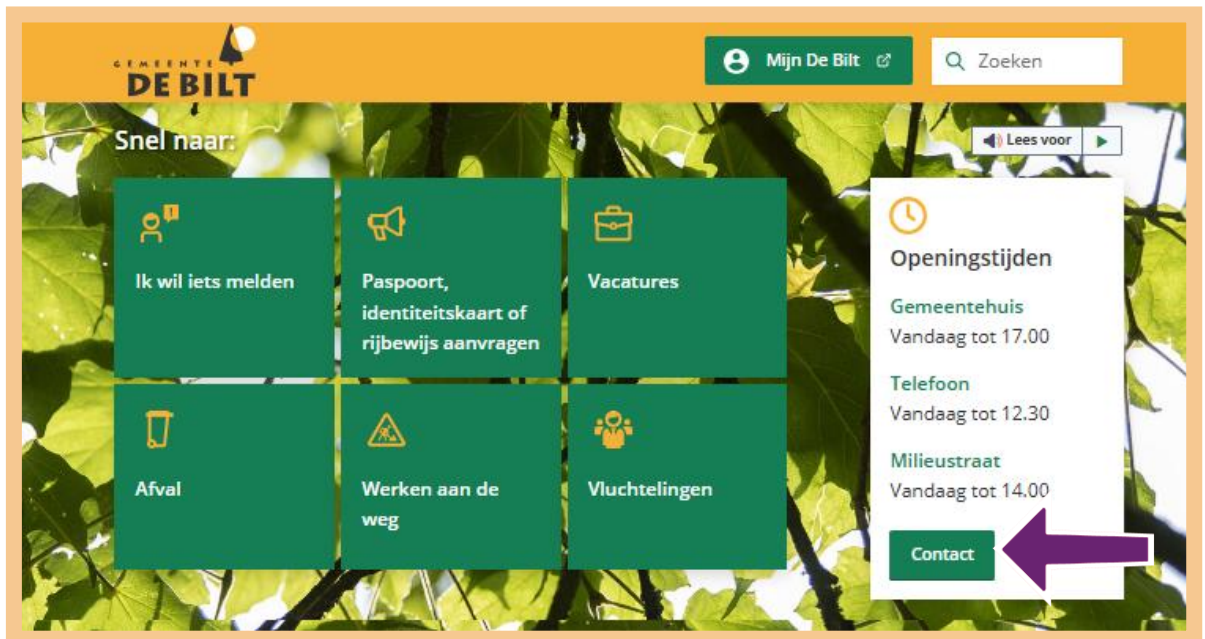 GEMEENTE
DE BILT
Mijn De Bilt
Zoeken
Snel naar:
Lees voor
Ik wil iets melden
Paspoort,
identiteitskaart of
rijbewijs aanvragen
Vacatures
Afval
Werken aan de
weg
Vluchtelingen
Openingstijden
Gemeentehuis
Vandaag tot 17.00
Telefoon
Vandaag tot 12.30
Milieustraat
Vandaag tot 14.00
Contact